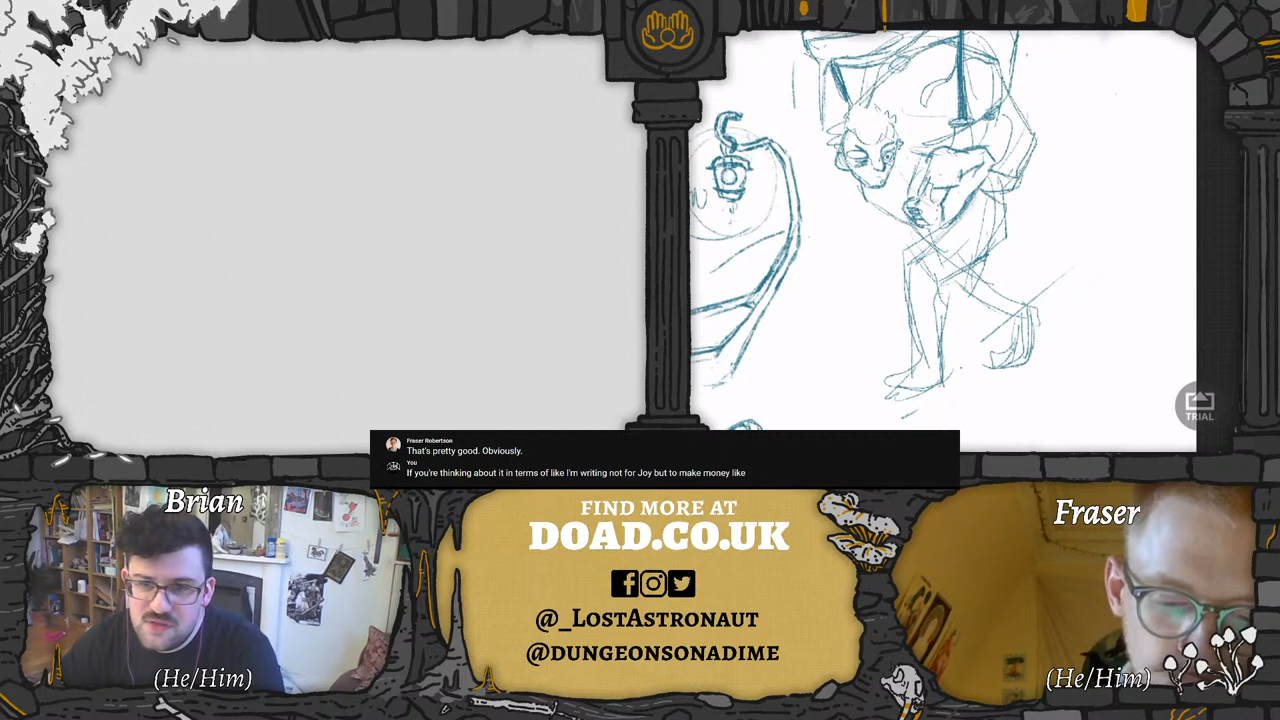 TRIAL
Fraser Robertson
That's pretty good. Obviously.
You
If you're thinking about it in terms of like I'm writing not for Joy but to make money like
Brian
(He/Him)
FIND MORE AT
DOAD.CO.UK
@_LostAstronaut
@dungeonsonadime
Fraser
(He/Him)